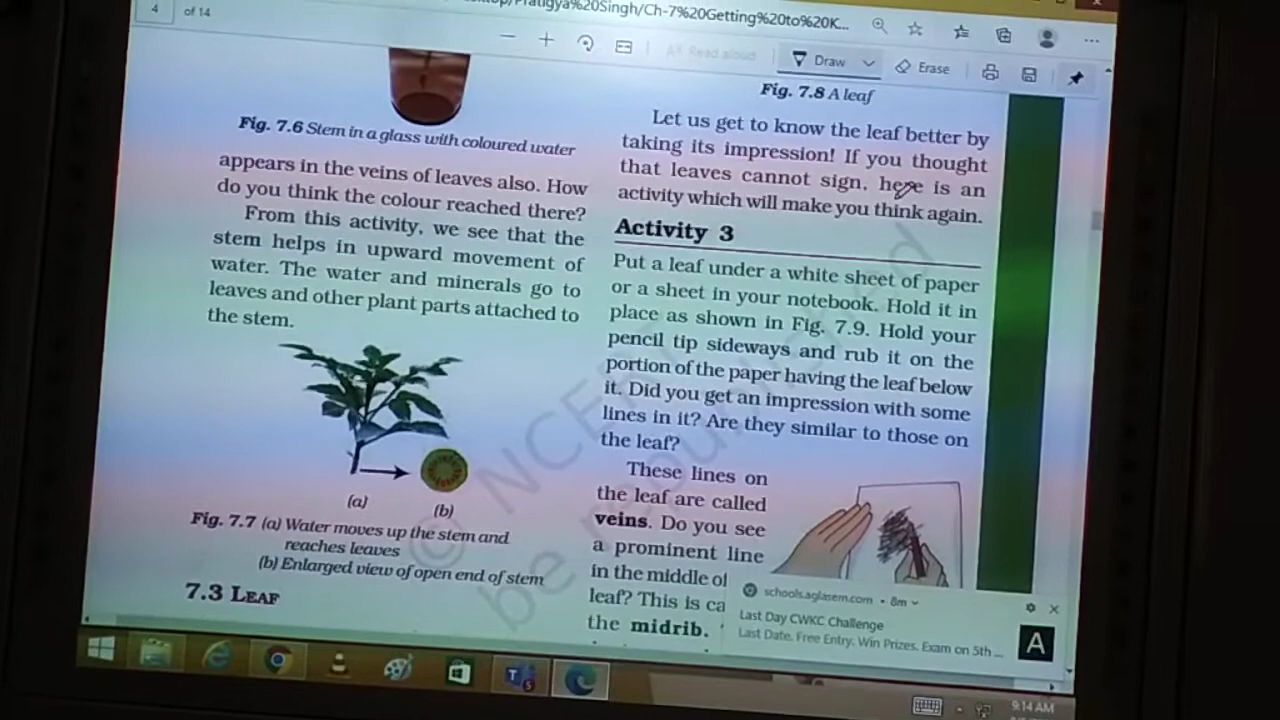 4
of 14
Singh/Ch-7%20Getting%20to%20K...
Read aloud
Draw
Erase
Fig. 7.6 Stem in a glass with coloured water
appears in the veins of leaves also. How
do you think the colour reached there?
From this activity, we see that the
stem helps in upward movement of
water. The water and minerals go to
leaves and other plant parts attached to
the stem.
(a)
(b)
Fig. 7.7 (a) Water moves up the stem and
reaches leaves
(b) Enlarged view of open end of stem
7.3 LEAF
Fig. 7.8 A leaf
Let us get to know the leaf better by
taking its impression! If you thought
that leaves cannot sign, here is an
activity which will make you think again.
Activity 3
Put a leaf under a white sheet of paper
or a sheet in your notebook. Hold it in
place as shown in Fig. 7.9. Hold your
pencil tip sideways and rub it on the
portion of the paper having the leaf below
it. Did you get an impression with some
lines in it? Are they similar to those on
the leaf?
These lines on
the leaf are called
veins. Do you see
a prominent line
in the middle of
leaf? This is ca
the midrib.
schools.aglasem.com • 8m
Last Day CWKC Challenge
Last Date. Free Entry. Win Prizes. Exam on 5th ...
A
9:14 AM